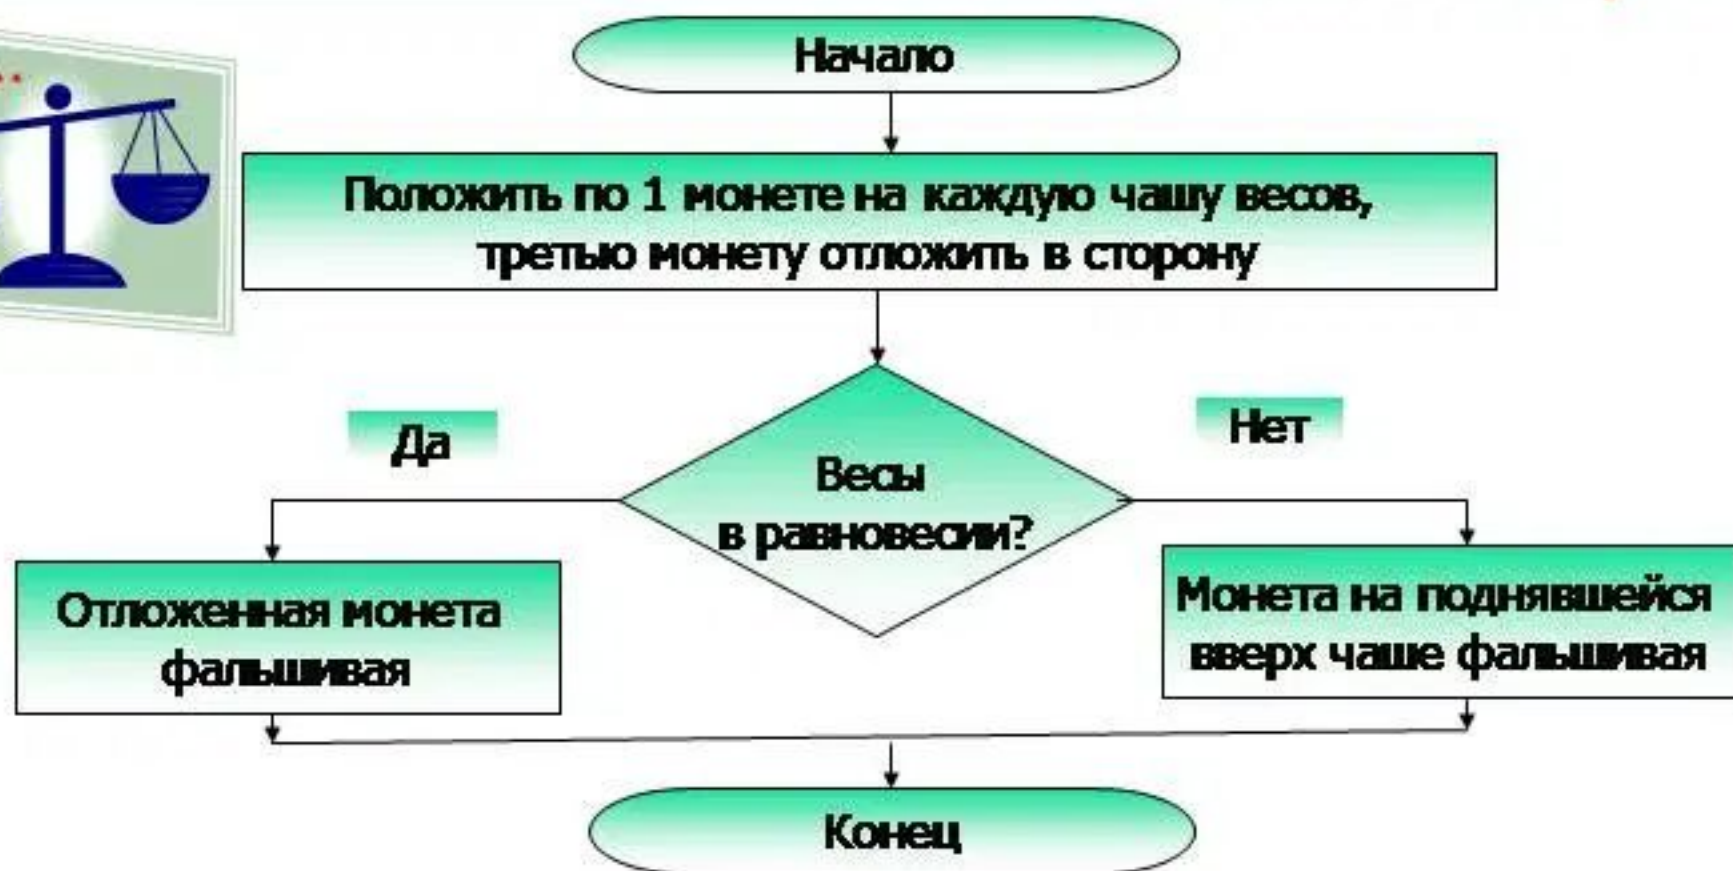 Начало
Положить по 1 монете на каждую чашу весов,
третью монету отложить в сторону
Да
Нет
Весы
в равновесии?
Отложенная монета
фальшивая
Монета на поднявшейся
вверх чаше фальшивая
Конец